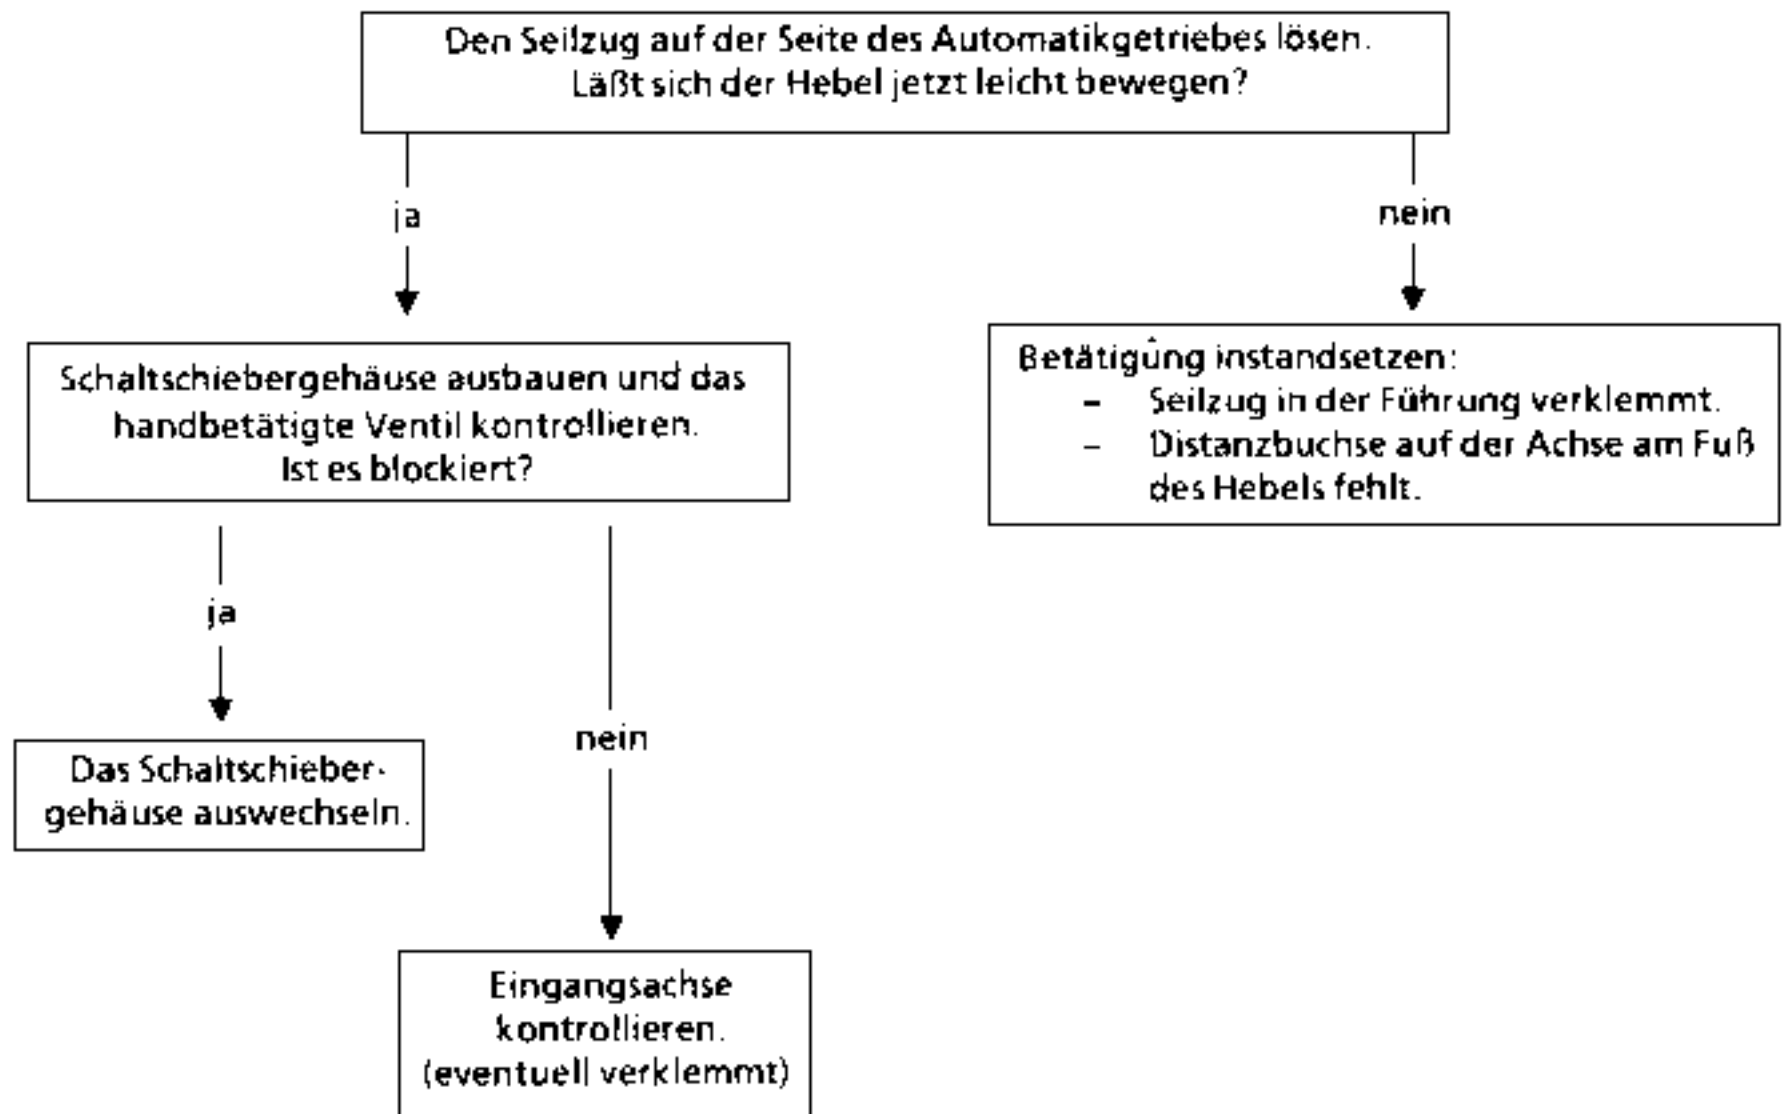 Den Seilzug auf der Seite des Automatikgetriebes lösen.
Läßt sich der Hebel jetzt leicht bewegen?
ja
nein
Schaltschiebergehäuse ausbauen und das
handbetätigte Ventil kontrollieren.
Ist es blockiert?
Betätigung instandsetzen:
– Seilzug in der Führung verklemmt.
– Distanzbuchse auf der Achse am Fuß
des Hebels fehlt.
ja
nein
Das Schaltschieber-
gehäuse auswechseln.
Eingangsachse
kontrollieren.
(eventuell verklemmt)